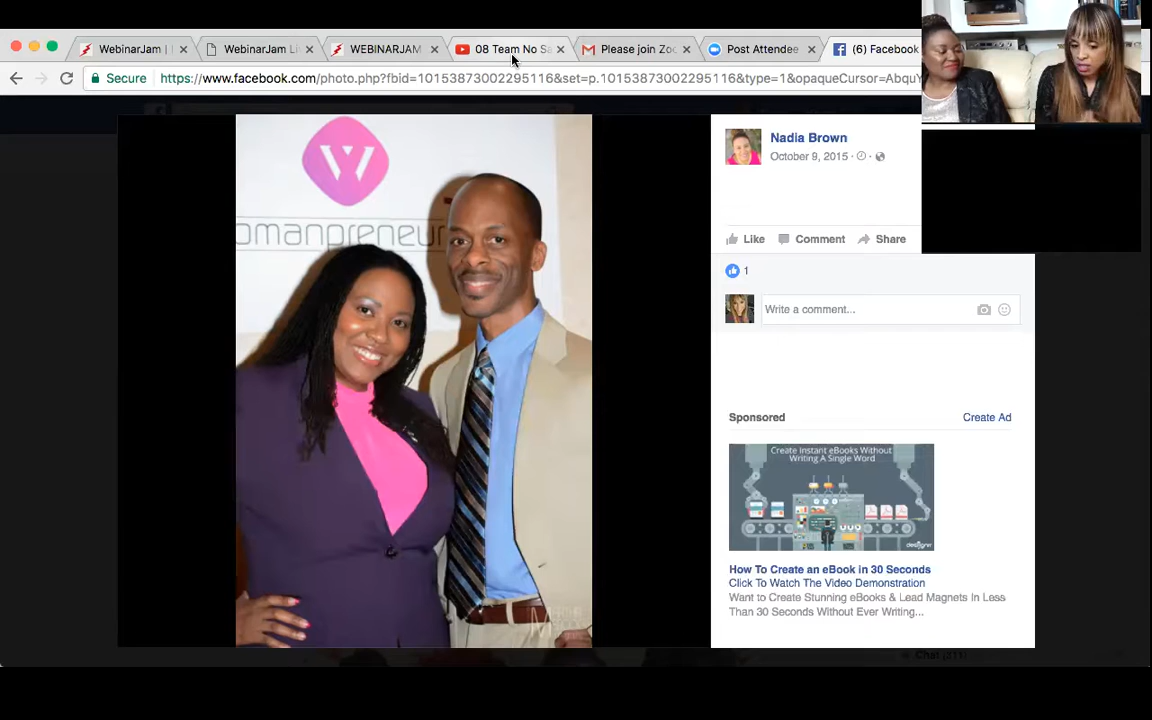 WebinarJam |
WebinarJam Li
WEBINARJAM
08 Team No Sa
Please join Zoo
Post Attendee
(6) Facebook
Secure
https://www.facebook.com/photo.php?fbid=10153873002295116&set=p.10153873002295116&type=1&opaqueCursor=AbquY
W
omanpreneur
Nadia Brown
October 9, 2015
Like Comment Share
1
Write a comment...
Sponsored
Create Ad
Create Instant eBooks Without
Writing A Single Word
designrr
How To Create an eBook in 30 Seconds
Click To Watch The Video Demonstration
Want to Create Stunning eBooks & Lead Magnets In Less
Than 30 Seconds Without Ever Writing...